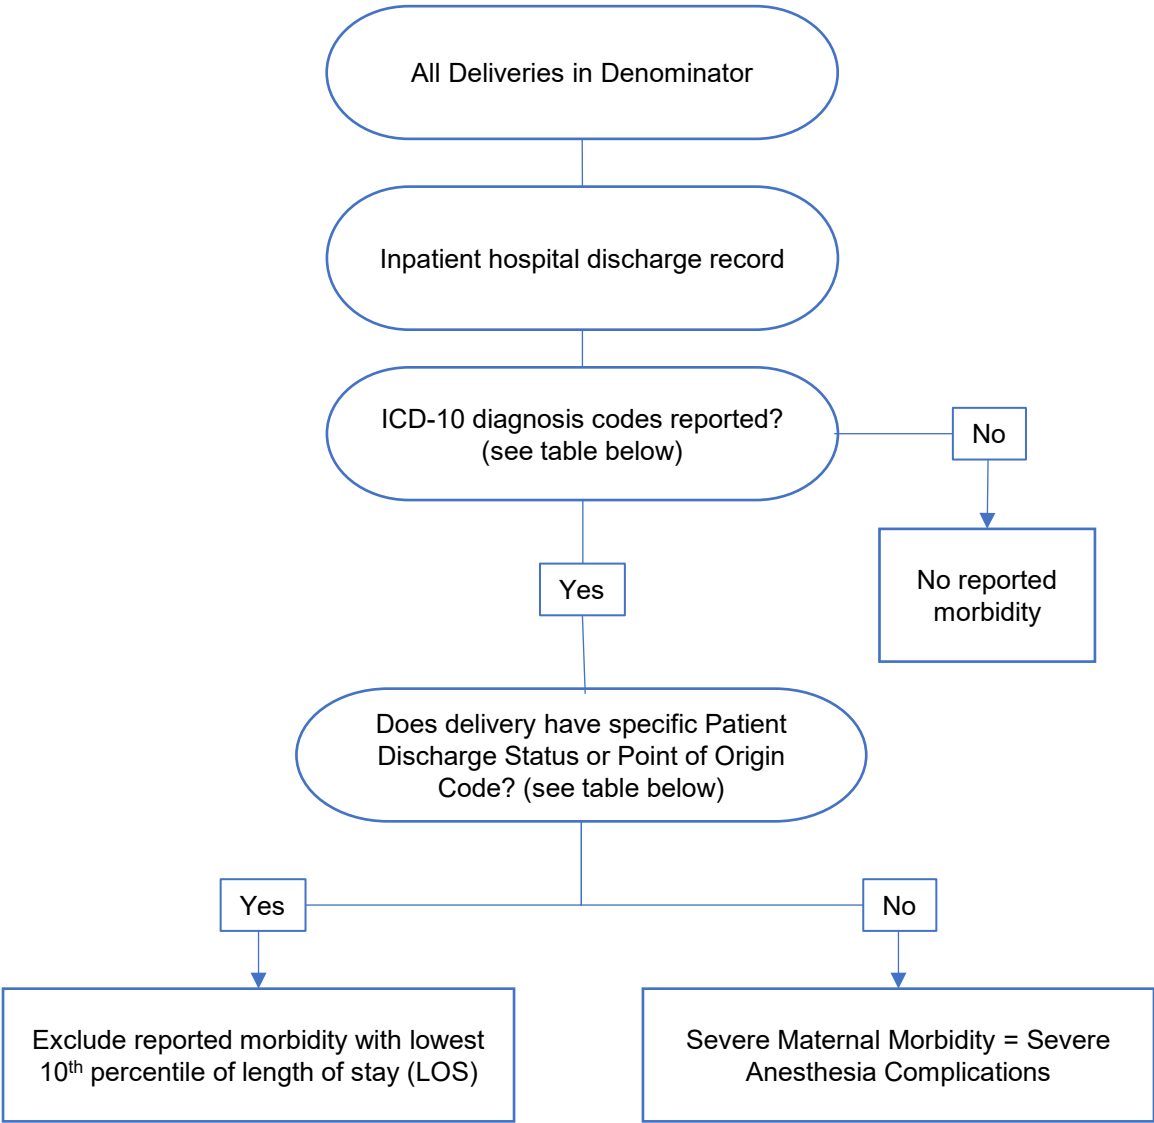 All Deliveries in Denominator
Inpatient hospital discharge record
ICD-10 diagnosis codes reported?
(see table below)
No
No reported
morbidity
Yes
Does delivery have specific Patient
Discharge Status or Point of Origin
Code? (see table below)
Yes
No
Exclude reported morbidity with lowest
10th percentile of length of stay (LOS)
Severe Maternal Morbidity = Severe
Anesthesia Complications